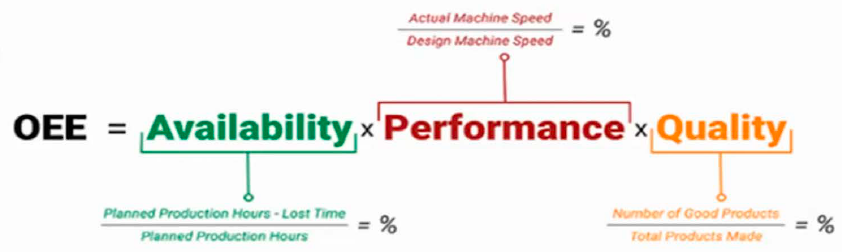 Actual Machine Speed
Design Machine Speed
= %
OEE = Availability x Performance x Quality
Planned Production Hours - Lost Time
Planned Production Hours
= %
Number of Good Products
Total Products Made
= %